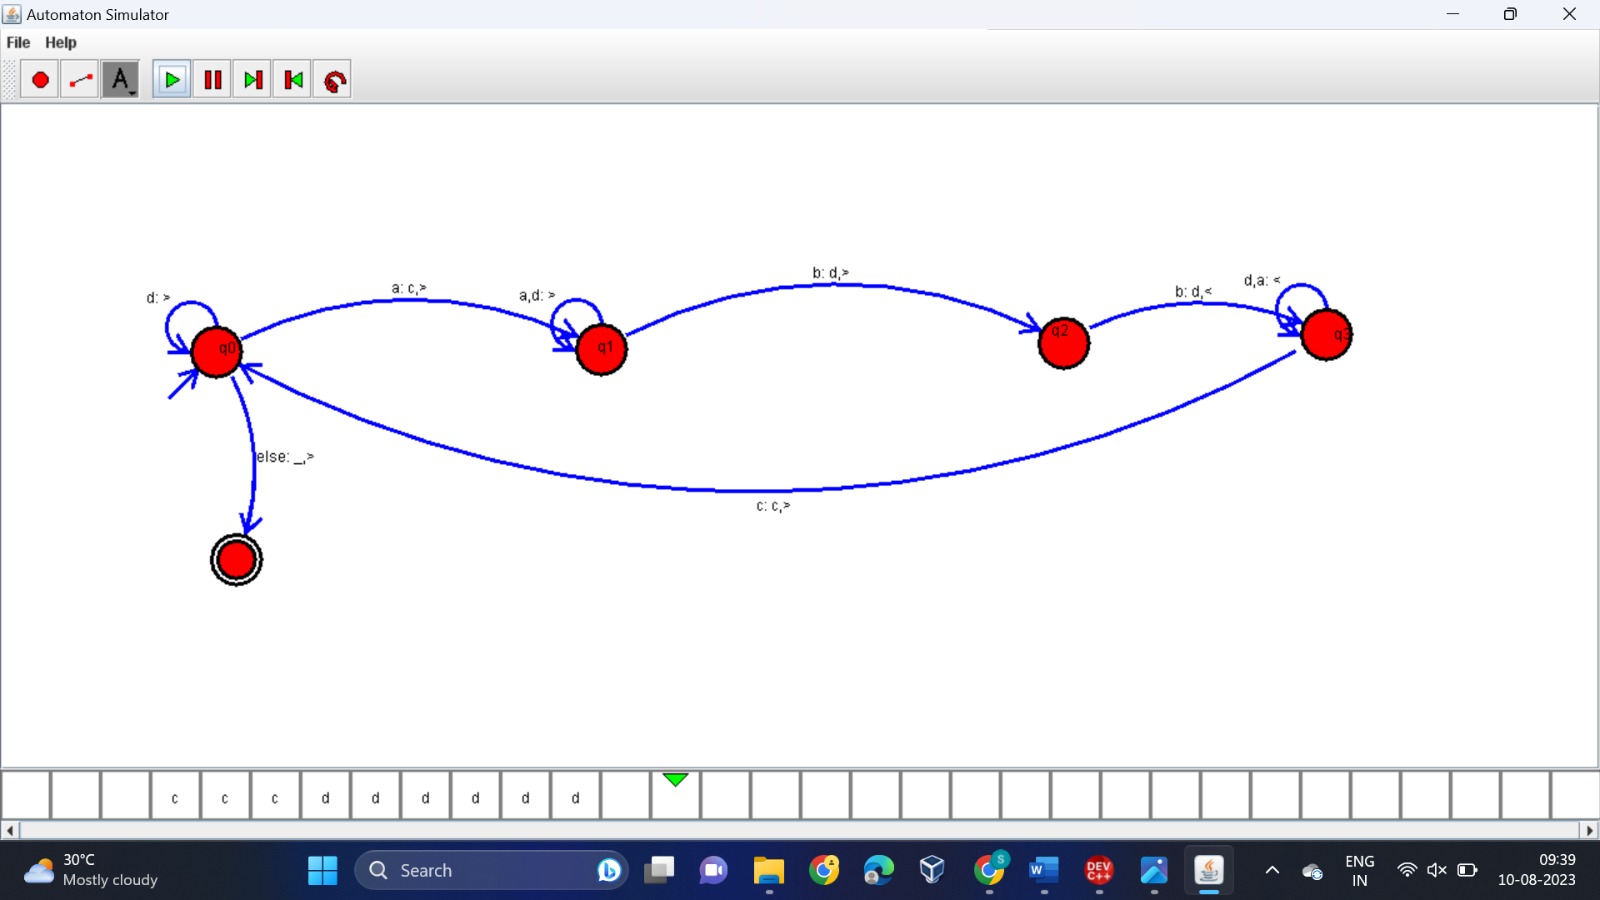 Automaton Simulator
File Help
A
b: d,>
d: >
a: c,>
a,d: >
b: d,<
d,a: <
q0
q1
q2
else: _,>
c: c,>
c c c d d d d d d
30°C
Mostly cloudy
Search
S
W
DEV
C++
ENG
IN
09:39
10-08-2023